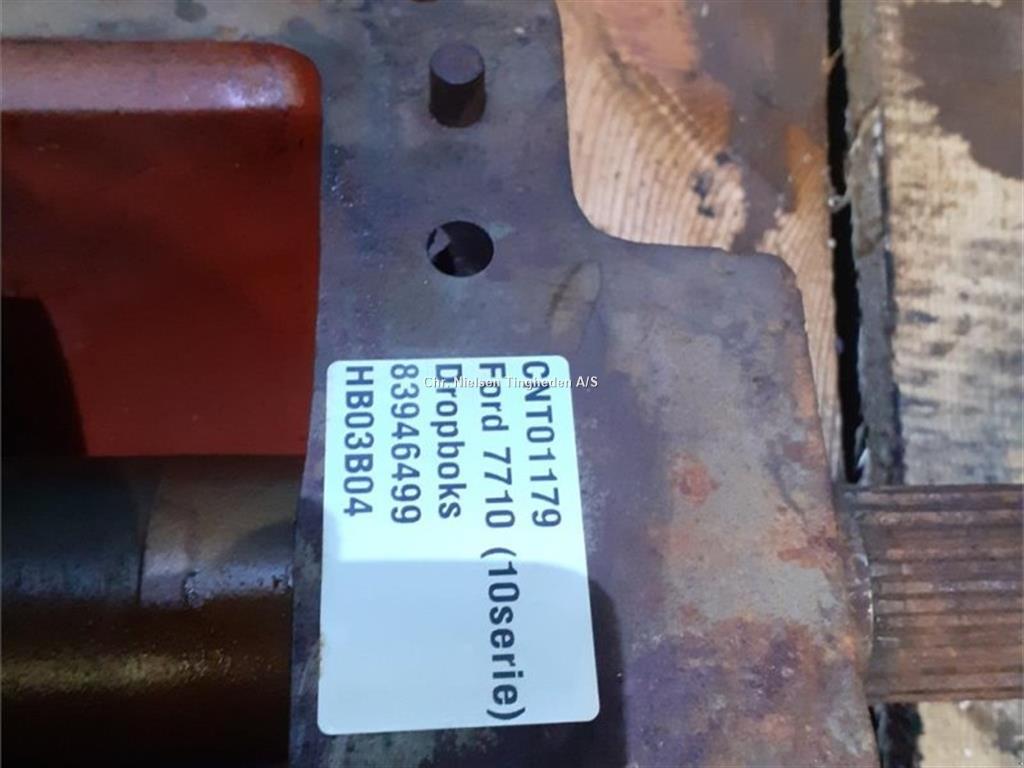 CNT01179
Ford 7710 (10serie)
Dropboks
83946499
HB03B04
Chr. Nielsen Tingheden A/S